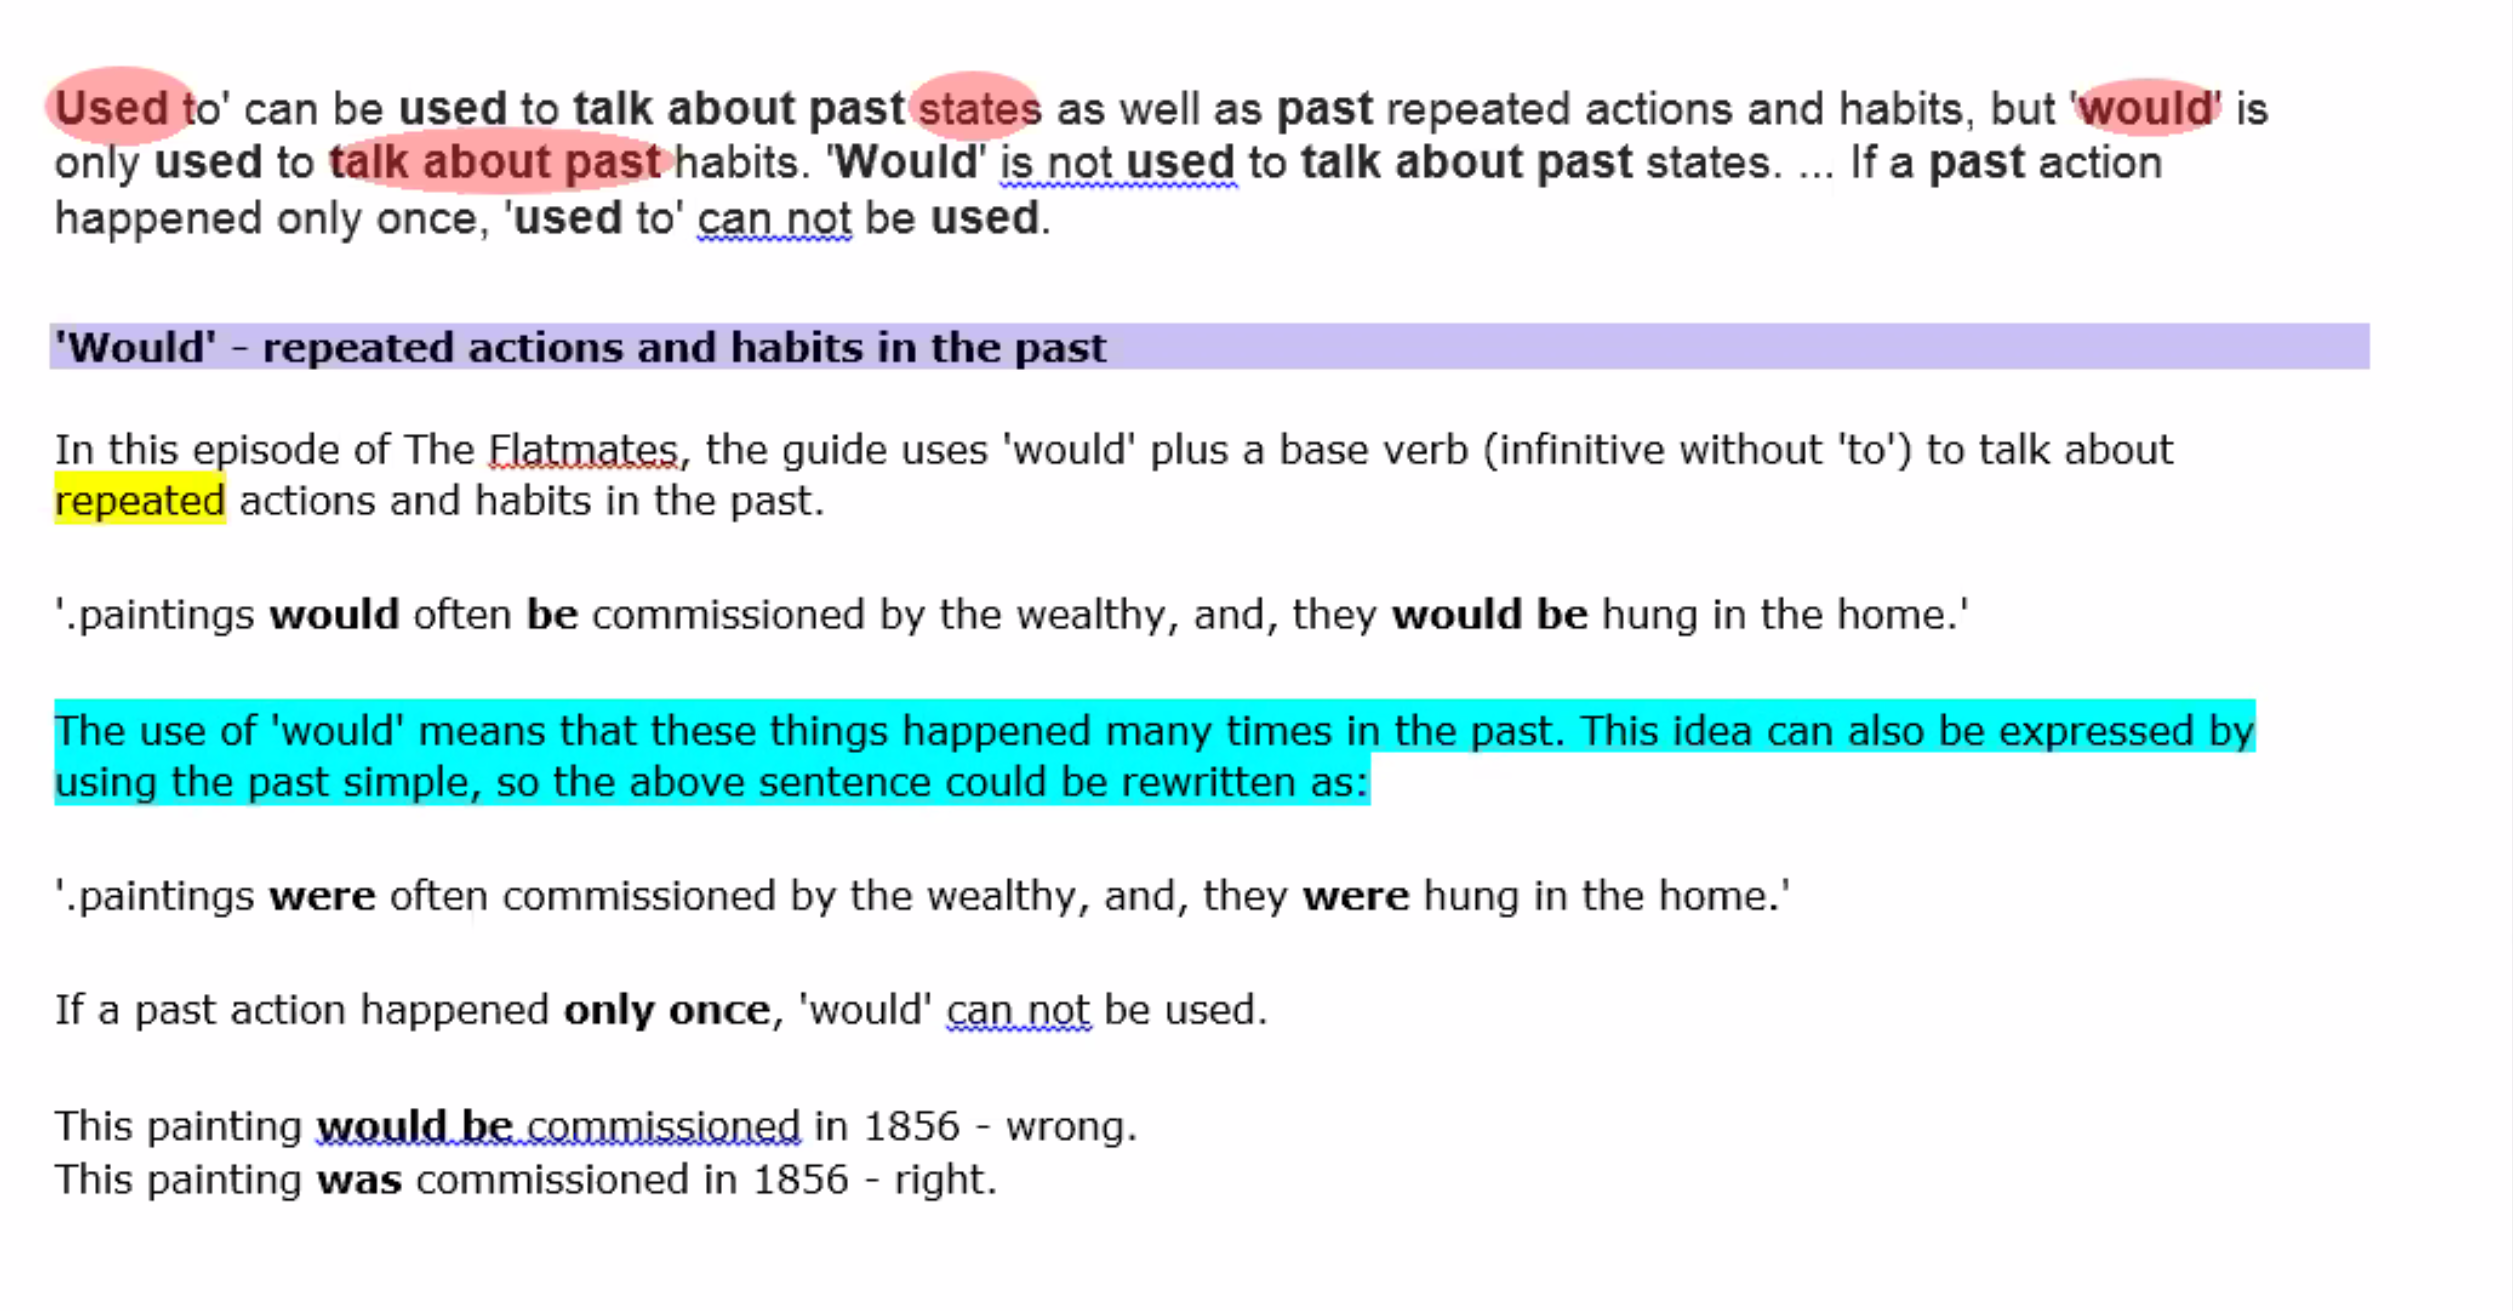 Used to' can be used to talk about past states as well as past repeated actions and habits, but 'would' is
only used to talk about past habits. 'Would' is not used to talk about past states. ... If a past action
happened only once, 'used to' can not be used.
'Would' - repeated actions and habits in the past
In this episode of The Flatmates, the guide uses 'would' plus a base verb (infinitive without 'to') to talk about
repeated actions and habits in the past.
'.paintings would often be commissioned by the wealthy, and, they would be hung in the home.'
The use of 'would' means that these things happened many times in the past. This idea can also be expressed by
using the past simple, so the above sentence could be rewritten as:
'.paintings were often commissioned by the wealthy, and, they were hung in the home.'
If a past action happened only once, 'would' can not be used.
This painting would be commissioned in 1856 - wrong.
This painting was commissioned in 1856 - right.